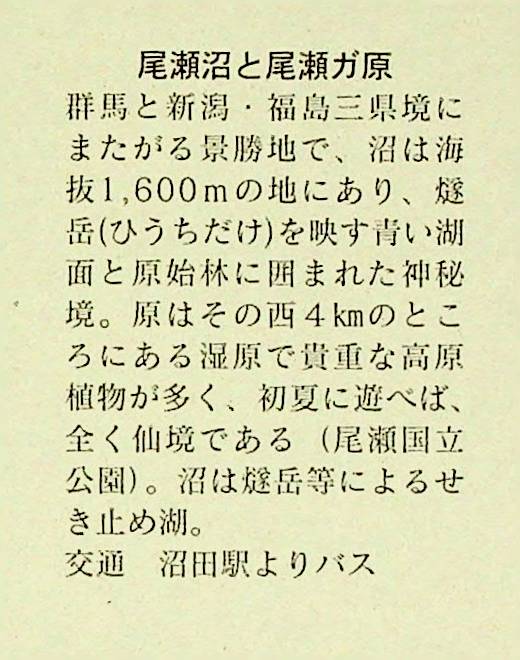 尾瀬沼と尾瀬ガ原
群馬と新潟・福島三県境に
またがる景勝地で、沼は海
抜1,600mの地にあり、燧
岳(ひうちだけ)を映す青い湖
面と原始林に囲まれた神秘
境。原はその西4㎞のとこ
ろにある湿原で貴重な高原
植物が多く、初夏に遊べば、
全く仙境である（尾瀬国立
公園)。沼は燧岳等によるせ
き止め湖。
交通　沼田駅よりバス